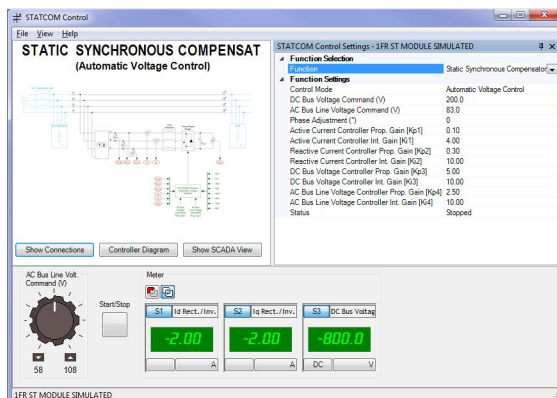 STATCOM Control
File View Help
STATIC SYNCHRONOUS COMPENSAT
(Automatic Voltage Control)
Show Connections
Controller Diagram
Show SCADA View
STATCOM Control Settings - 1FR ST MODULE SIMULATED
Function Selection
Function Static Synchronous Compensator
Function Settings
Control Mode Automatic Voltage Control
DC Bus Voltage Command (V) 200.0
AC Bus Line Voltage Command (V) 83.0
Phase Adjustment (°) 0
Active Current Controller Prop. Gain [Kp1] 0.10
Active Current Controller Int. Gain [Ki1] 4.00
Reactive Current Controller Prop. Gain [Kp2] 0.30
Reactive Current Controller Int. Gain [Ki2] 10.00
DC Bus Voltage Controller Prop. Gain [Kp3] 5.00
DC Bus Voltage Controller Int. Gain [Ki3] 10.00
AC Bus Line Voltage Controller Prop. Gain [Kp4] 2.50
AC Bus Line Voltage Controller Int. Gain [Ki4] 10.00
Status Stopped
AC Bus Line Volt.
Command (V)
58 108
Start/Stop
Meter
S1 Id Rect./Inv.
-2.00
A
S2 Iq Rect./Inv.
-2.00
A
S3 DC Bus Voltag
-800.0
DC V
1FR ST MODULE SIMULATED